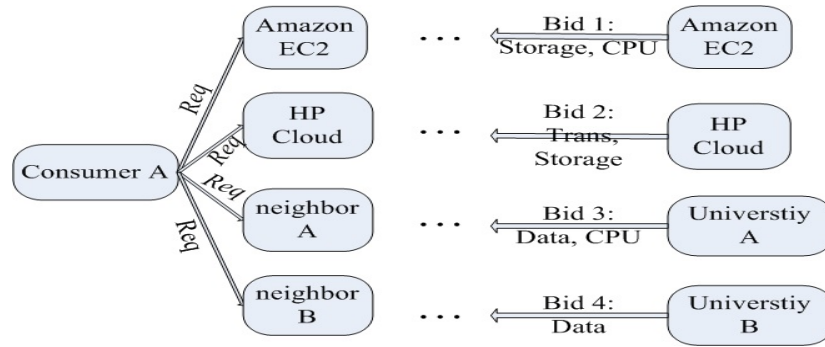 Amazon
EC2
. . .
Bid 1:
Storage, CPU
Amazon
EC2
Req
HP
Cloud
. . .
Bid 2:
Trans,
Storage
HP
Cloud
Req
Consumer A
Req
neighbor
A
. . .
Bid 3:
Data, CPU
Universtiy
A
Req
neighbor
B
. . .
Bid 4:
Data
Universtiy
B